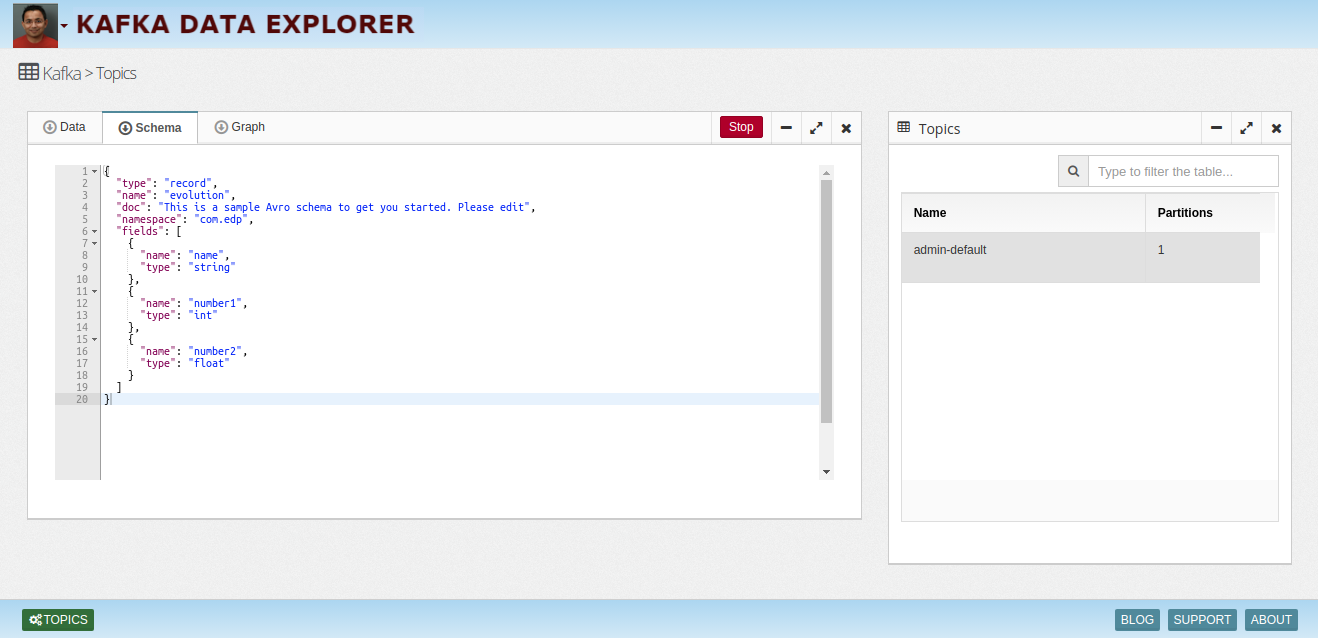 KAFKA DATA EXPLORER
Kafka > Topics
Data
Schema
Graph
Stop
1 {
2 "type": "record",
3 "name": "evolution",
4 "doc": "This is a sample Avro schema to get you started. Please edit",
5 "namespace": "com.edp",
6 "fields": [
7 {
8 "name": "name",
9 "type": "string"
10 },
11 {
12 "name": "number1",
13 "type": "int"
14 },
15 {
16 "name": "number2",
17 "type": "float"
18 }
19 ]
20 }
Topics
Type to filter the table...
Name Partitions
admin-default 1
TOPICS
BLOG SUPPORT ABOUT